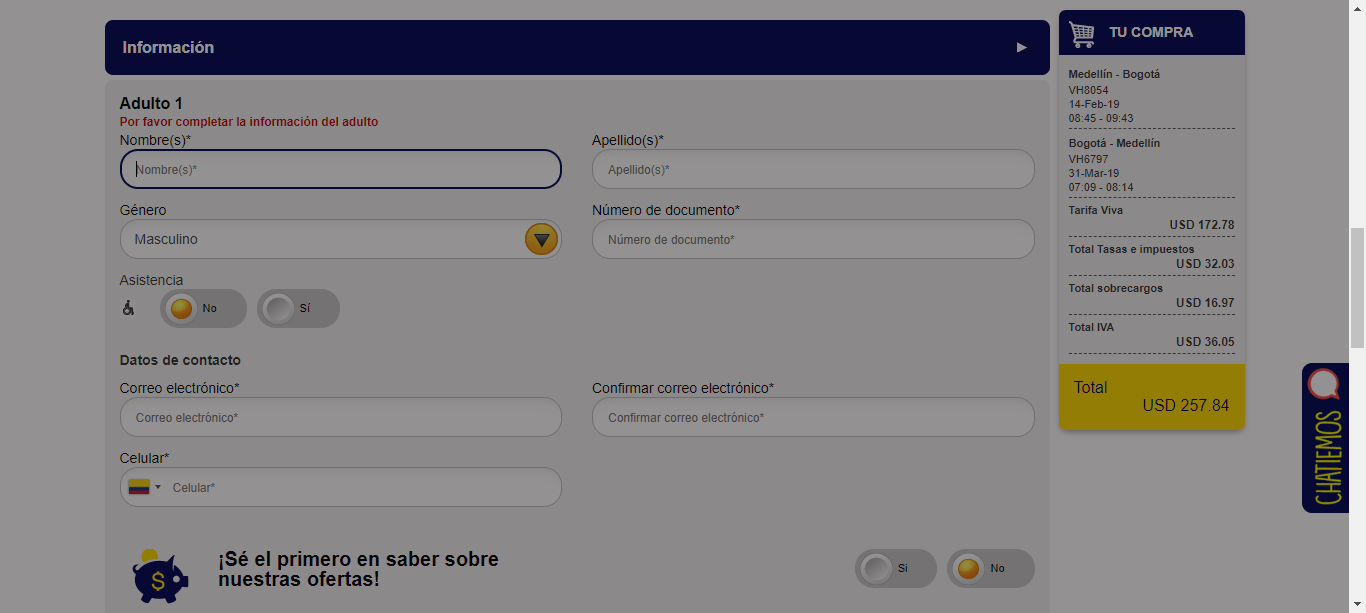 Información
Adulto 1
Por favor completar la información del adulto
Nombre(s)*
Apellido(s)*
Nombre(s)*
Apellido(s)*
Género
Número de documento*
Masculino
Número de documento*
Asistencia
No
Sí
Datos de contacto
Correo electrónico*
Confirmar correo electrónico*
Correo electrónico*
Confirmar correo electrónico*
Celular*
Celular*
$
¡Sé el primero en saber sobre
nuestras ofertas!
Si
No
TU COMPRA
Medellín - Bogotá
VH8054
14-Feb-19
08:45 - 09:43
Bogotá - Medellín
VH6797
31-Mar-19
07:09 - 08:14
Tarifa Viva
USD 172.78
Total Tasas e impuestos
USD 32.03
Total sobrecargos
USD 16.97
Total IVA
USD 36.05
Total
USD 257.84
CHATIEMOS